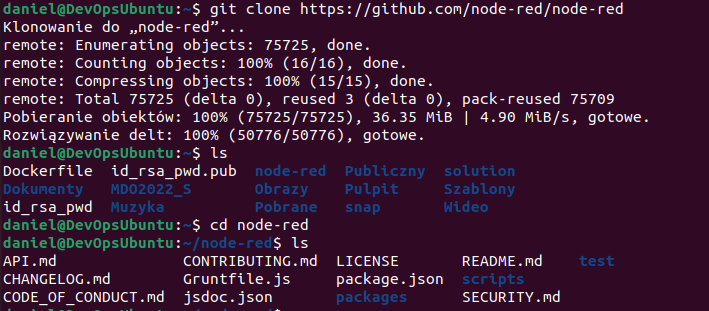 daniel@DevOpsUbuntu:~$ git clone https://github.com/node-red/node-red
Klonowanie do „node-red”...
remote: Enumerating objects: 75725, done.
remote: Counting objects: 100% (16/16), done.
remote: Compressing objects: 100% (15/15), done.
remote: Total 75725 (delta 0), reused 3 (delta 0), pack-reused 75709
Pobieranie obiektów: 100% (75725/75725), 36.35 MiB | 4.90 MiB/s, gotowe.
Rozwiązywanie delt: 100% (50776/50776), gotowe.
daniel@DevOpsUbuntu:~$ ls
Dockerfile id_rsa_pwd.pub node-red Publiczny solution
Dokumenty MDO2022_S Obrazy Pulpit Szablony
id_rsa_pwd Muzyka Pobrane snap Wideo
daniel@DevOpsUbuntu:~$ cd node-red
daniel@DevOpsUbuntu:~/node-red$ ls
API.md CONTRIBUTING.md LICENSE README.md test
CHANGELOG.md Gruntfile.js package.json scripts
CODE_OF_CONDUCT.md jsdoc.json packages SECURITY.md